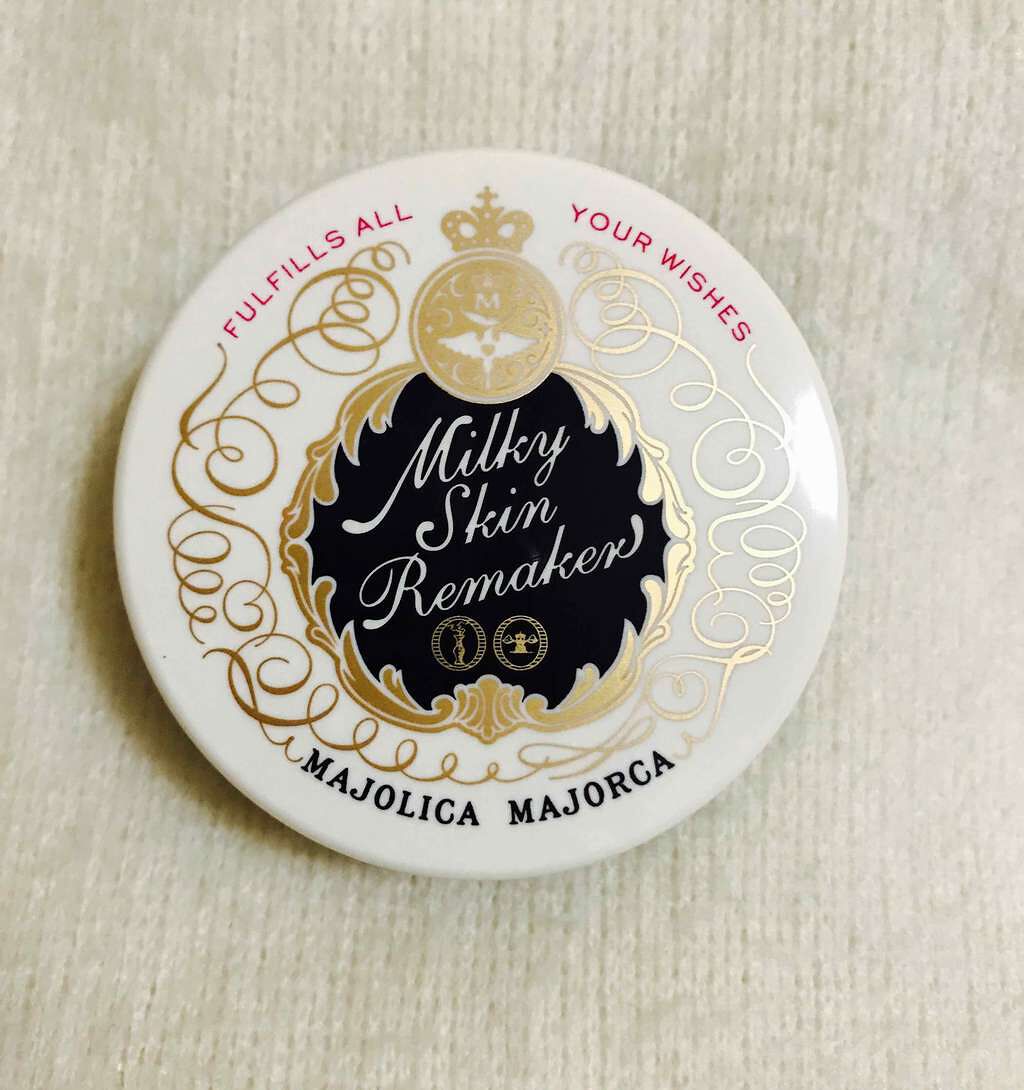 FULFILLS ALL YOUR WISHES
M
Milky
Skin
Remaker
MAJOLICA MAJORCA